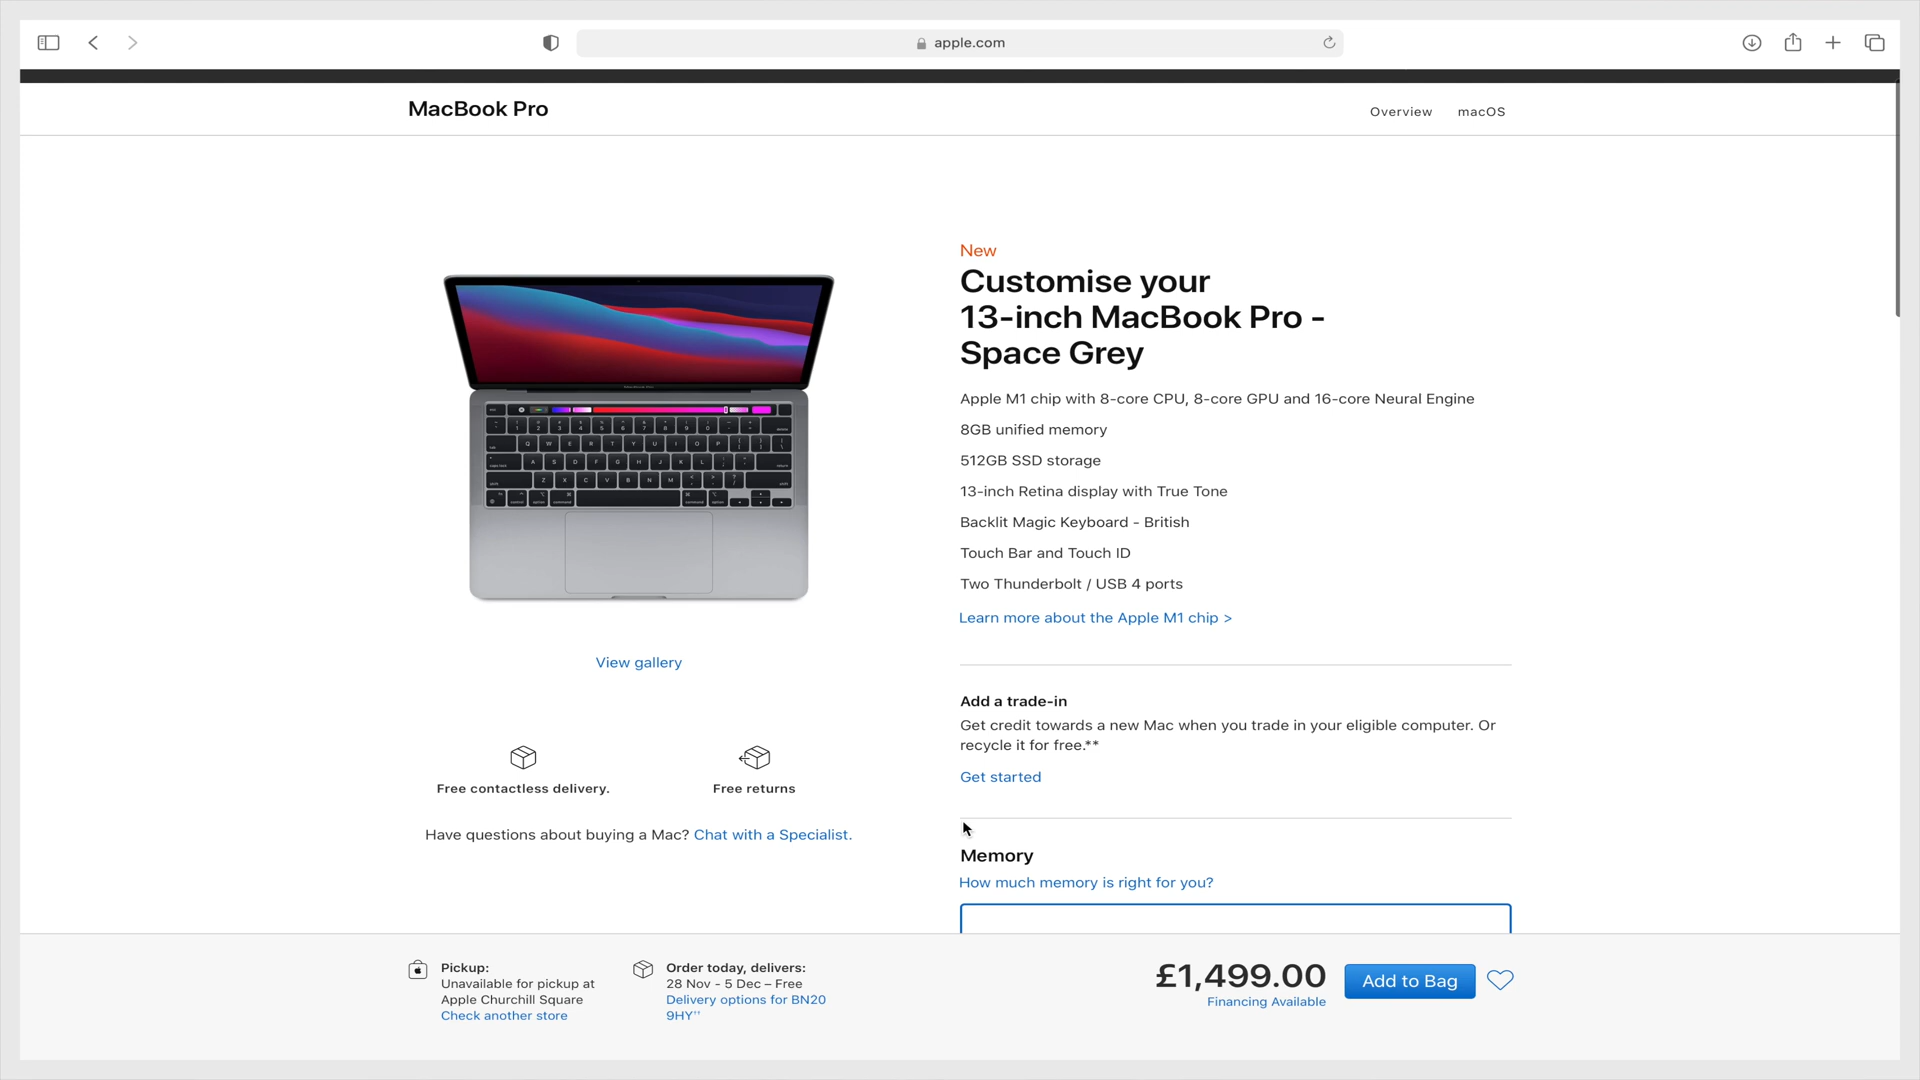 apple.com
MacBook Pro
Overview
macOS
New
Customise your
13-inch MacBook Pro -
Space Grey
Apple M1 chip with 8-core CPU, 8-core GPU and 16-core Neural Engine
8GB unified memory
512GB SSD storage
13-inch Retina display with True Tone
Backlit Magic Keyboard - British
Touch Bar and Touch ID
Two Thunderbolt / USB 4 ports
Learn more about the Apple M1 chip >
View gallery
Add a trade-in
Get credit towards a new Mac when you trade in your eligible computer. Or
recycle it for free.**
Get started
Free contactless delivery.
Free returns
Have questions about buying a Mac? Chat with a Specialist.
Memory
How much memory is right for you?
Pickup:
Unavailable for pickup at
Apple Churchill Square
Check another store
Order today, delivers:
28 Nov - 5 Dec – Free
Delivery options for BN20
9HY††
£1,499.00
Financing Available
Add to Bag